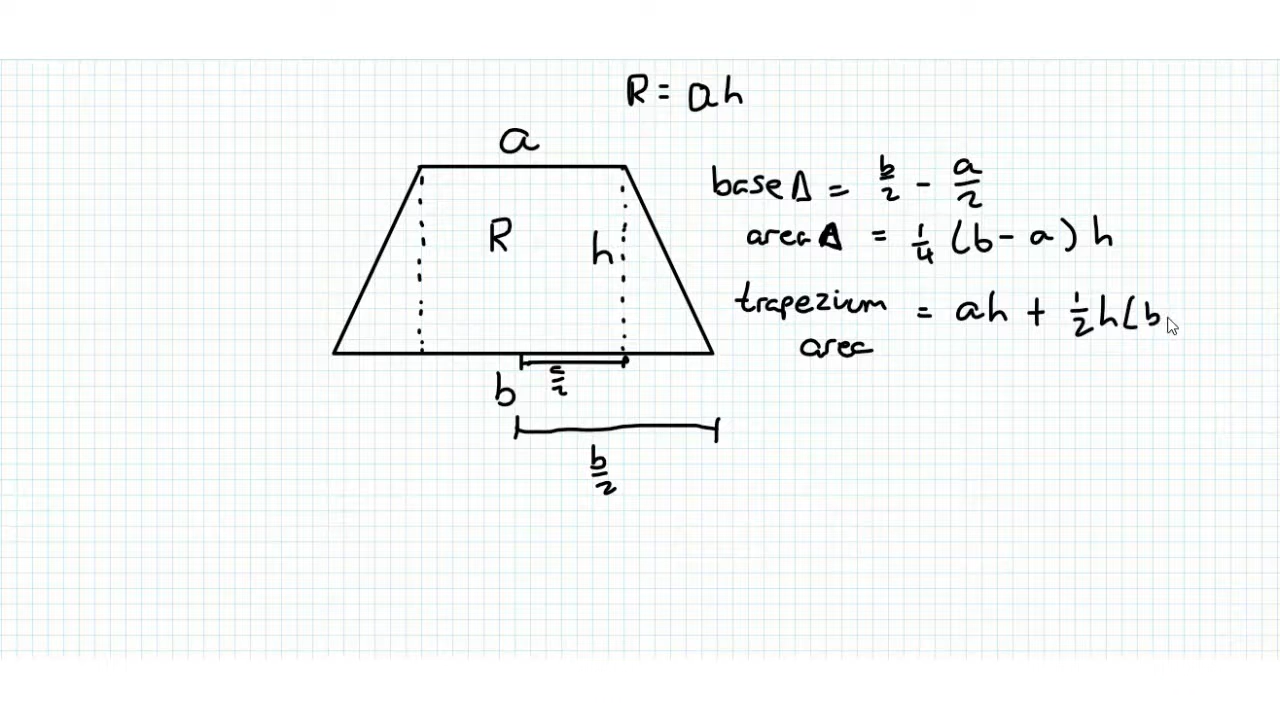 R = ah
a
base Δ = b/2 - a/2
R
h
area Δ = 1/4 (b - a) h
trapezium area = ah + 1/2 h(b
b
a/2
b/2